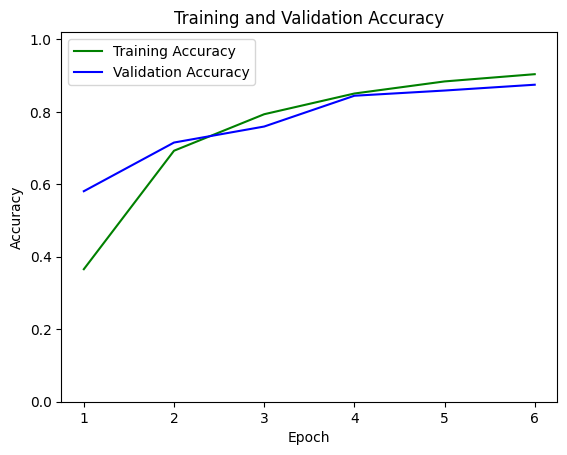 Training and Validation Accuracy
Training Accuracy
Validation Accuracy
1.0
0.8
0.6
0.4
0.2
0.0
Accuracy
1 2 3 4 5 6
Epoch